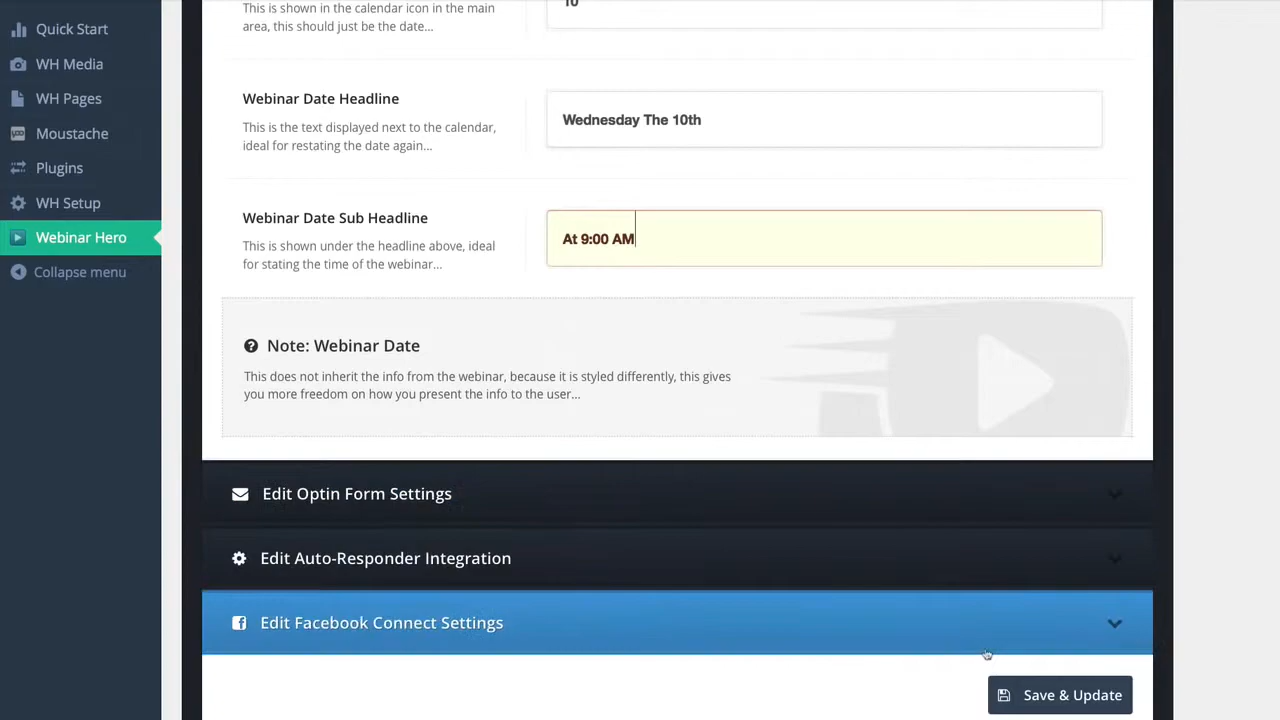 Quick Start
WH Media
WH Pages
Moustache
Plugins
WH Setup
Webinar Hero
Collapse menu
This is shown in the calendar icon in the main
area, this should just be the date...
10
Webinar Date Headline
This is the text displayed next to the calendar,
ideal for restating the date again...
Wednesday The 10th
Webinar Date Sub Headline
This is shown under the headline above, ideal
for stating the time of the webinar...
At 9:00 AM
Note: Webinar Date
This does not inherit the info from the webinar, because it is styled differently, this gives
you more freedom on how you present the info to the user...
Edit Optin Form Settings
Edit Auto-Responder Integration
Edit Facebook Connect Settings
Save & Update